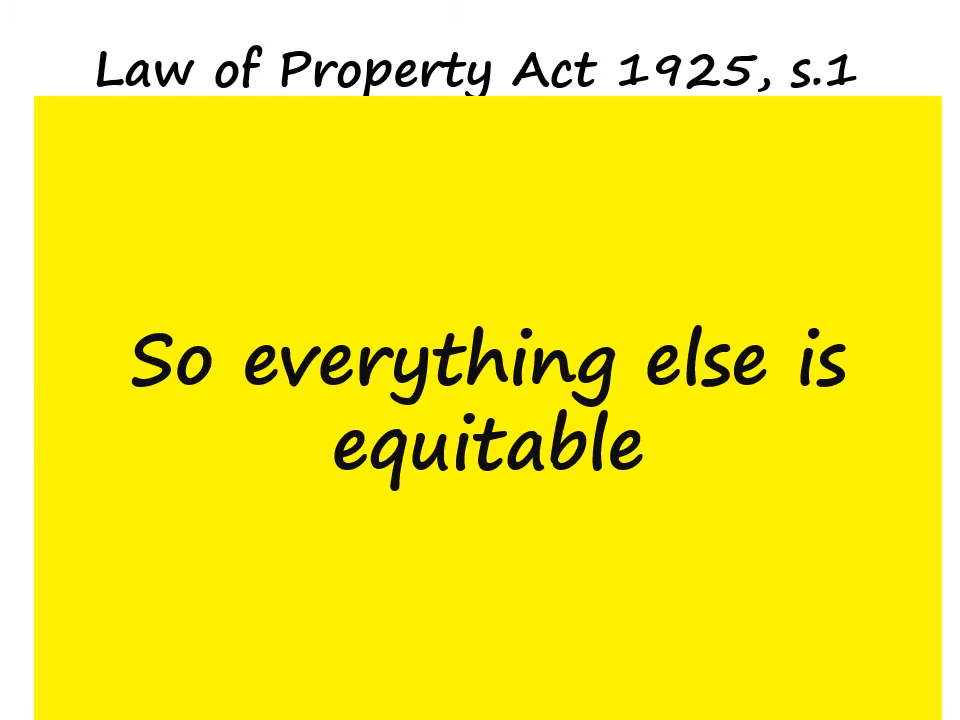 Law of Property Act 1925, s.1
So everything else is
equitable